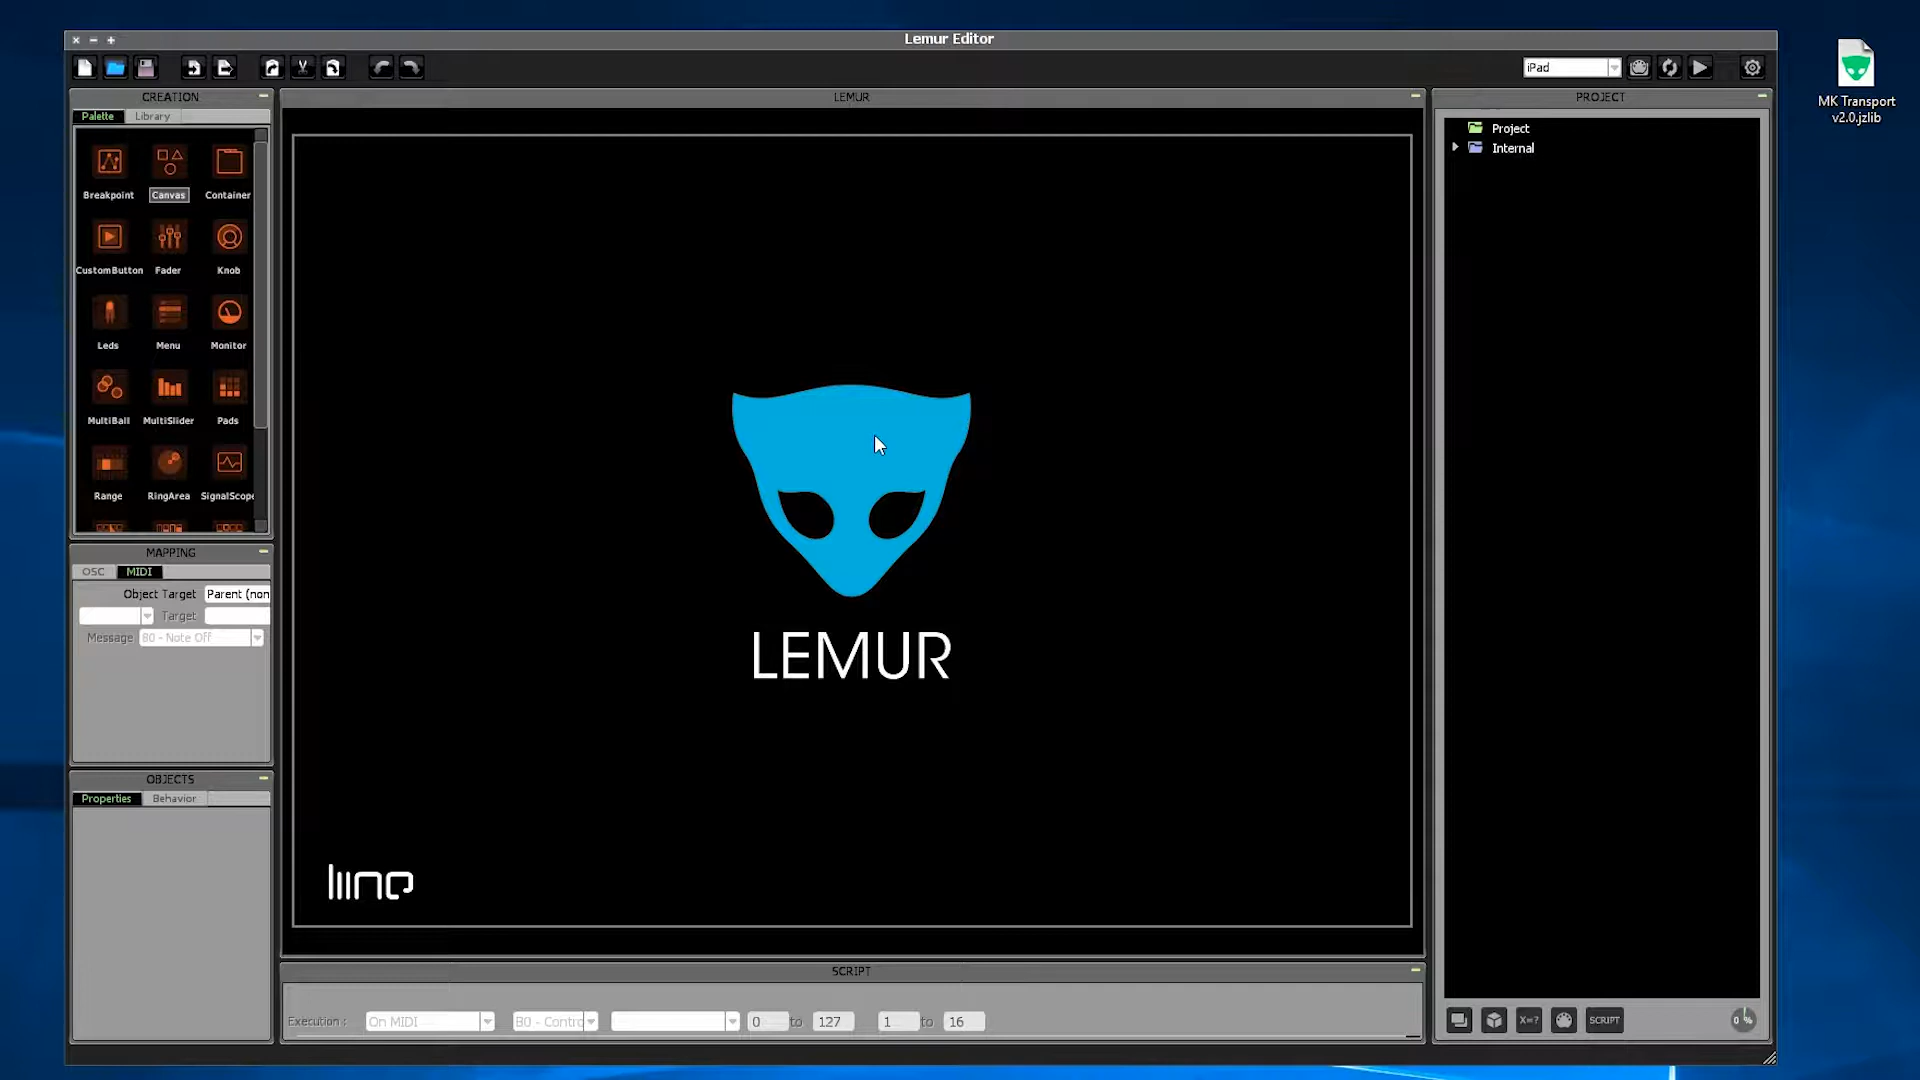 Lemur Editor
iPad
MK Transport
v2.0.jzlib
CREATION
LEMUR
PROJECT
Palette
Library
Project
Internal
Breakpoint
Canvas
Container
CustomButton
Fader
Knob
Leds
Menu
Monitor
MultiBall
MultiSlider
Pads
Range
RingArea
SignalScope
LEMUR
liine
MAPPING
OSC
MIDI
Object Target
Parent (non
Target
Message
80 - Note Off
OBJECTS
Properties
Behavior
SCRIPT
Execution :
On MIDI
B0 - Contro
0
to
127
1
to
16
X=?
SCRIPT
0 %